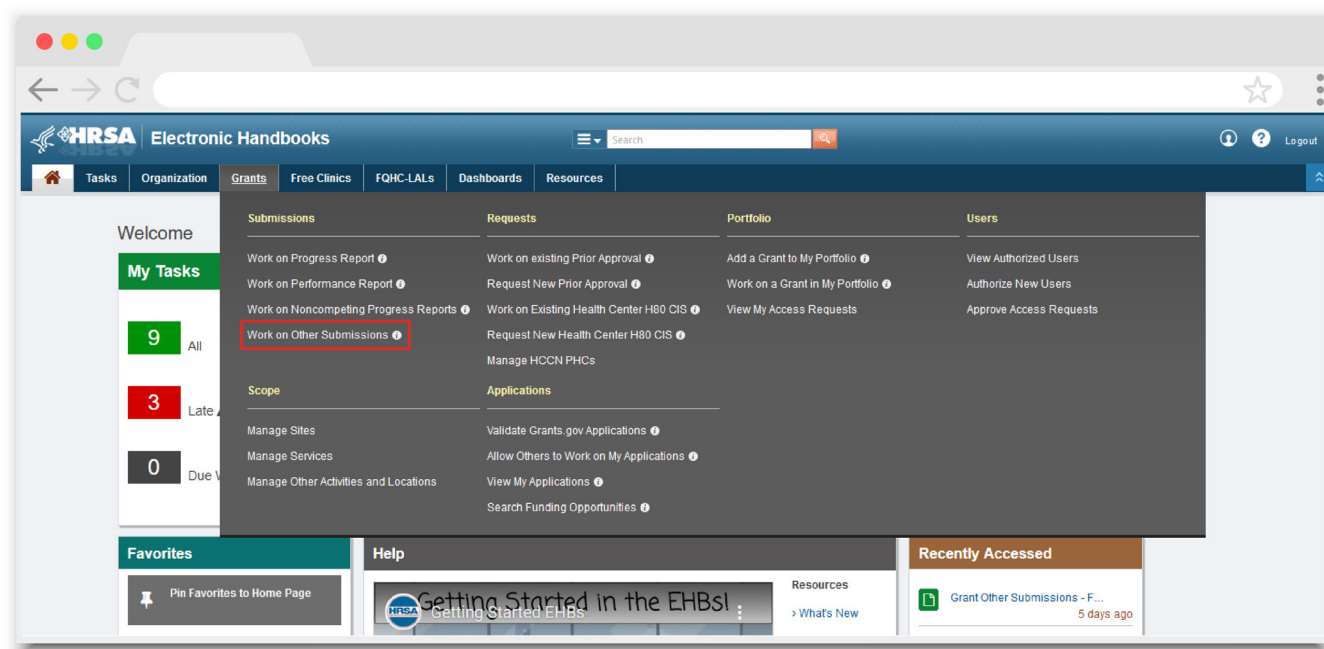 HRSA Electronic Handbooks
Search
Logout
Tasks Organization Grants Free Clinics FQHC-LALs Dashboards Resources
Welcome
My Tasks
9 All
3 Late
0 Due
Submissions
Work on Progress Report
Work on Performance Report
Work on Noncompeting Progress Reports
Work on Other Submissions
Requests
Work on existing Prior Approval
Request New Prior Approval
Work on Existing Health Center H80 CIS
Request New Health Center H80 CIS
Manage HCCN PHCs
Portfolio
Add a Grant to My Portfolio
Work on a Grant in My Portfolio
View My Access Requests
Users
View Authorized Users
Authorize New Users
Approve Access Requests
Scope
Manage Sites
Manage Services
Manage Other Activities and Locations
Applications
Validate Grants.gov Applications
Allow Others to Work on My Applications
View My Applications
Search Funding Opportunities
Favorites
Pin Favorites to Home Page
Help
Getting Started in the EHBs!
HRSA Getting Started EHBs
Resources
› What's New
Recently Accessed
Grant Other Submissions - F...
5 days ago